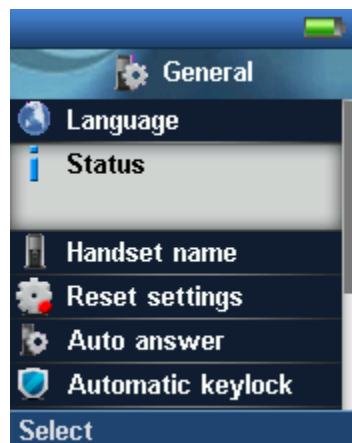 General
Language
Status
Handset name
Reset settings
Auto answer
Automatic keylock
Select